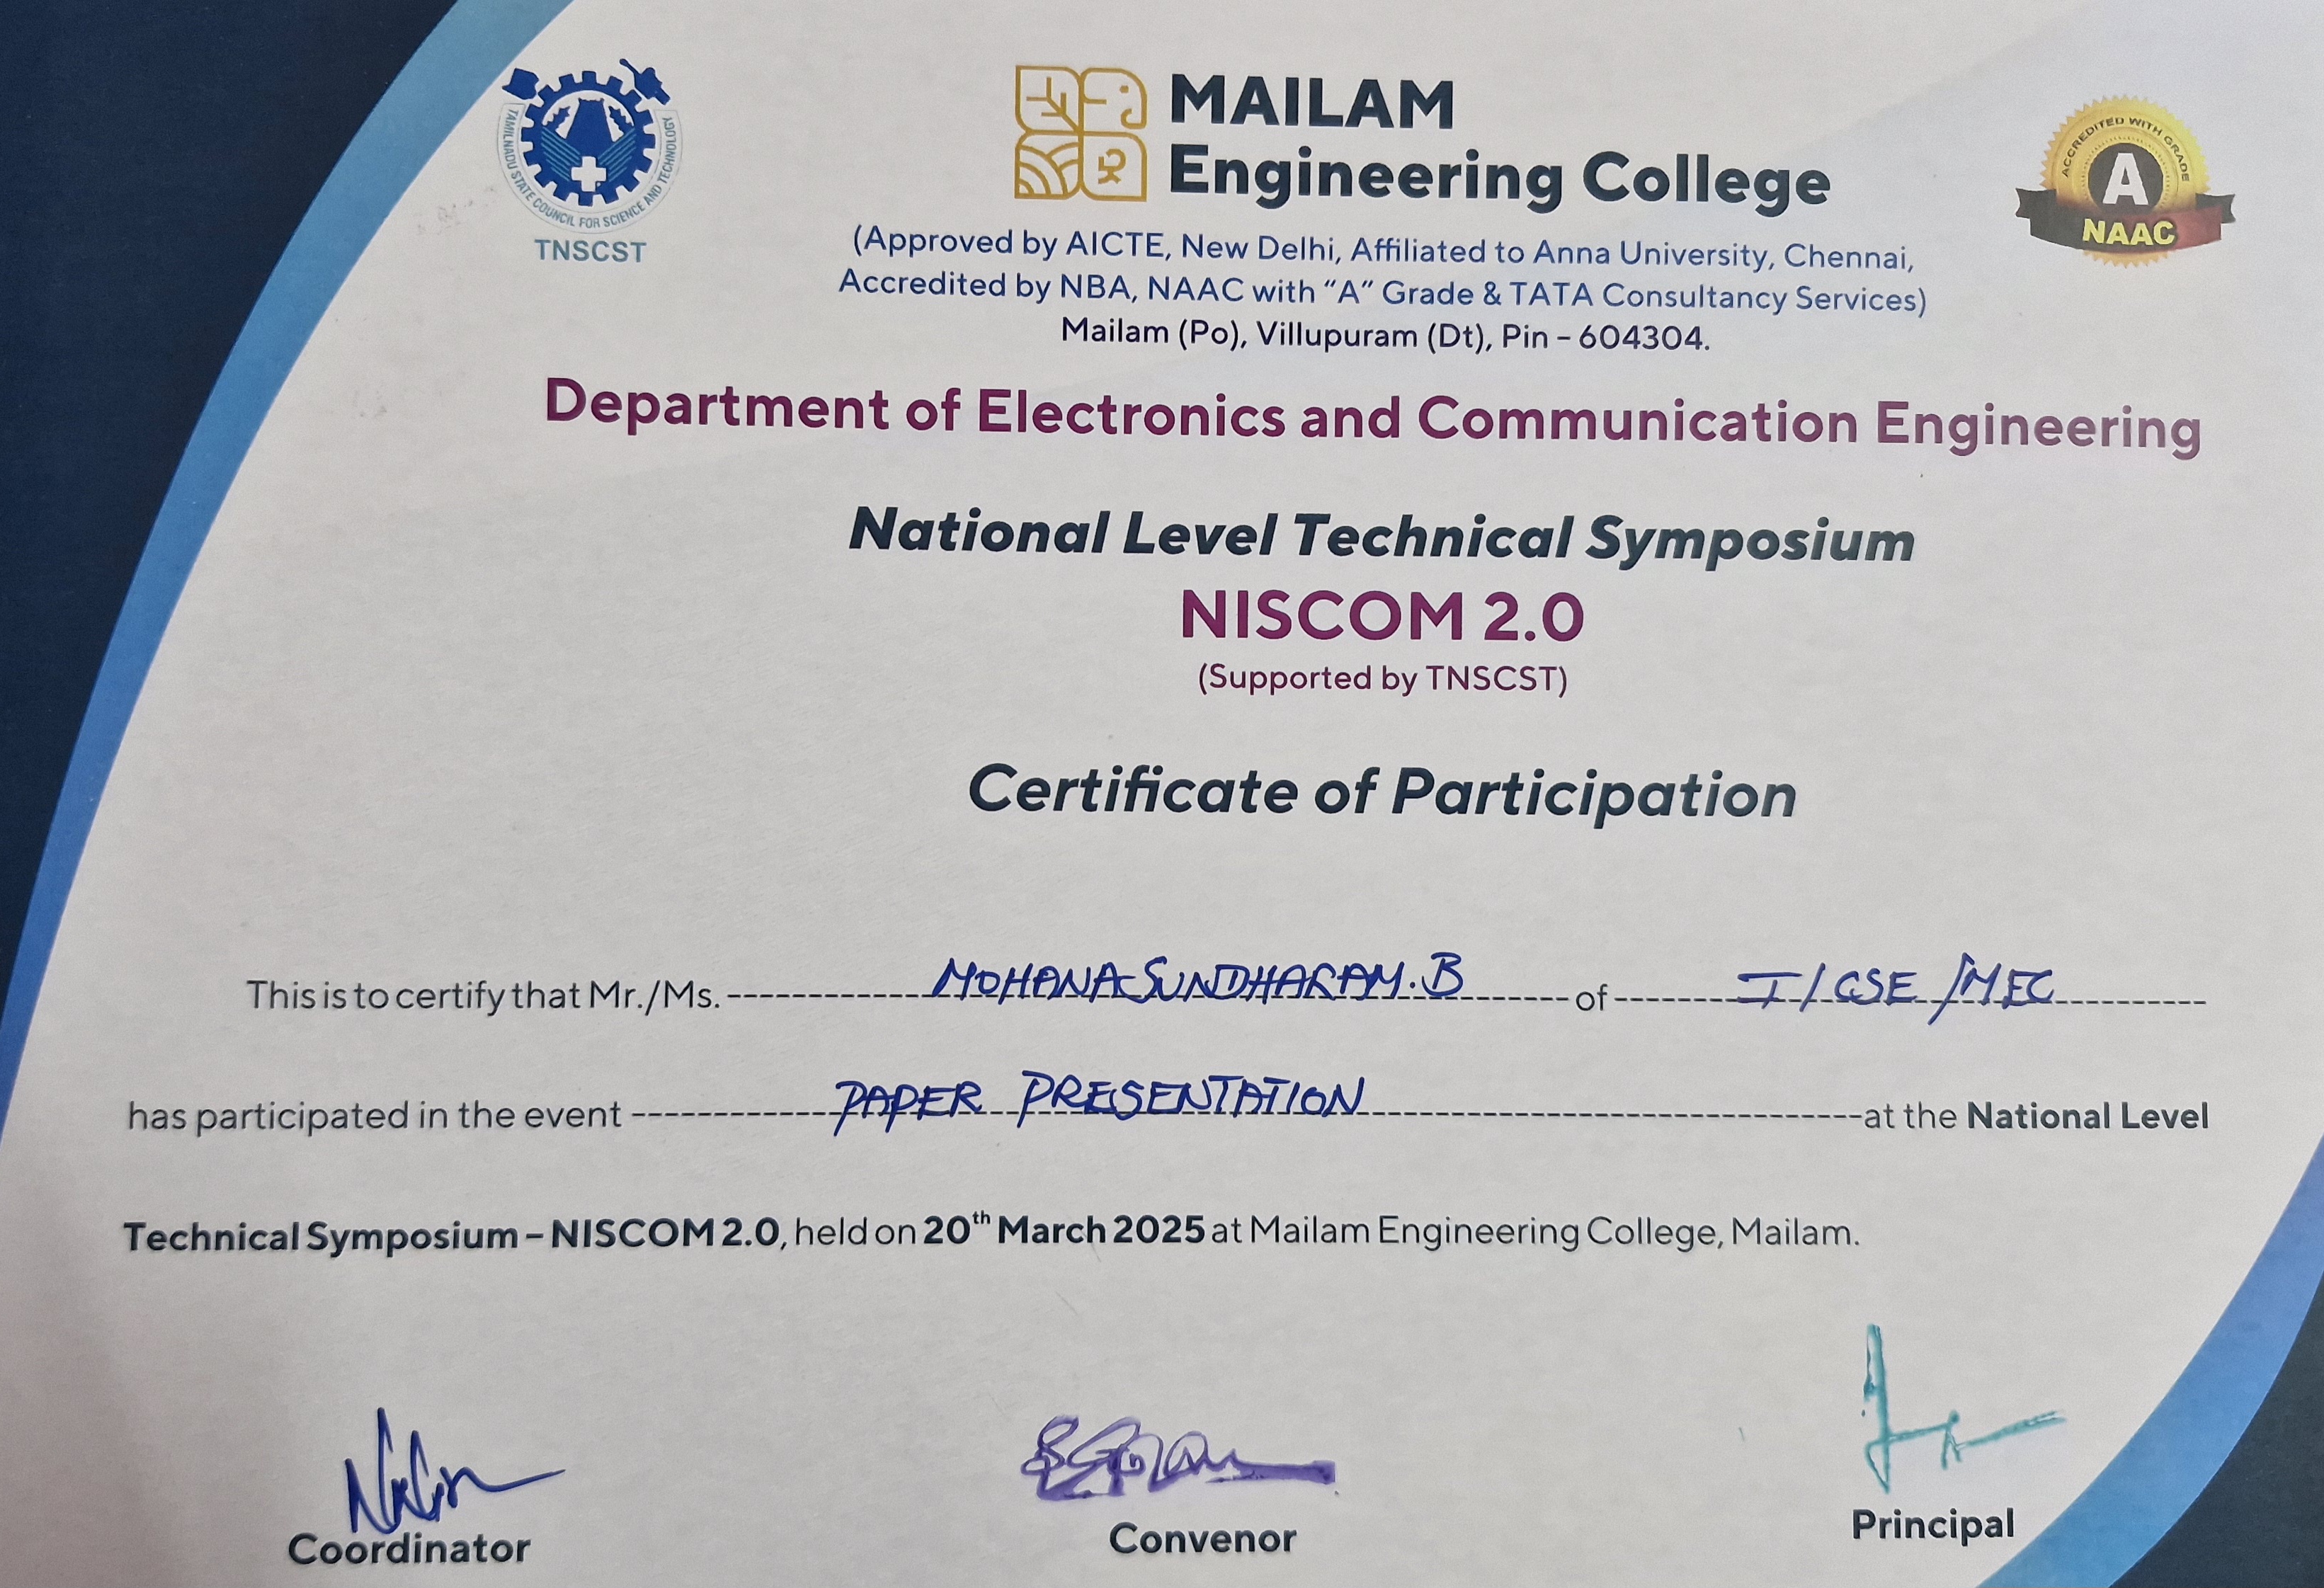 TAMILNADU STATE COUNCIL FOR SCIENCE AND TECHNOLOGY
TNSCST
MAILAM
Engineering College
ACCREDITED WITH GRADE
A
NAAC
(Approved by AICTE, New Delhi, Affiliated to Anna University, Chennai,
Accredited by NBA, NAAC with “A” Grade & TATA Consultancy Services)
Mailam (Po), Villupuram (Dt), Pin – 604304.
Department of Electronics and Communication Engineering
National Level Technical Symposium
NISCOM 2.0
(Supported by TNSCST)
Certificate of Participation
This is to certify that Mr./Ms. MOHANASUNDHARAM.B of I/CSE/MEC
has participated in the event PAPER PRESENTATION at the National Level
Technical Symposium – NISCOM 2.0, held on 20th March 2025 at Mailam Engineering College, Mailam.
Coordinator
Convenor
Principal